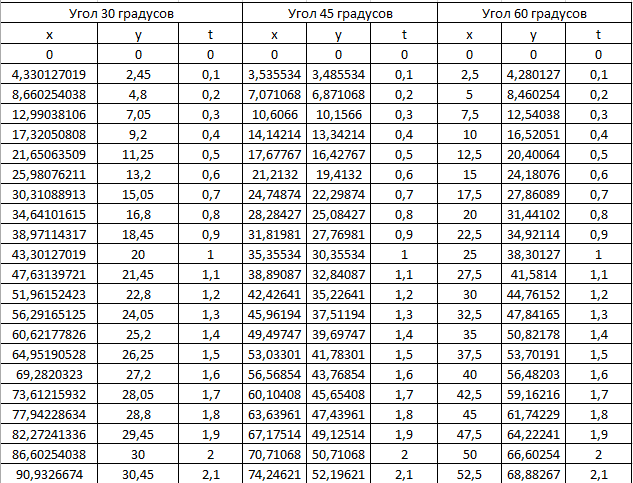 Угол 30 градусов Угол 45 градусов Угол 60 градусов
x y t x y t x y t
0 0 0 0 0 0 0 0 0
4,330127019 2,45 0,1 3,535534 3,485534 0,1 2,5 4,280127 0,1
8,660254038 4,8 0,2 7,071068 6,871068 0,2 5 8,460254 0,2
12,99038106 7,05 0,3 10,6066 10,1566 0,3 7,5 12,54038 0,3
17,32050808 9,2 0,4 14,14214 13,34214 0,4 10 16,52051 0,4
21,65063509 11,25 0,5 17,67767 16,42767 0,5 12,5 20,40064 0,5
25,98076211 13,2 0,6 21,2132 19,4132 0,6 15 24,18076 0,6
30,31088913 15,05 0,7 24,74874 22,29874 0,7 17,5 27,86089 0,7
34,64101615 16,8 0,8 28,28427 25,08427 0,8 20 31,44102 0,8
38,97114317 18,45 0,9 31,81981 27,76981 0,9 22,5 34,92114 0,9
43,30127019 20 1 35,35534 30,35534 1 25 38,30127 1
47,63139721 21,45 1,1 38,89087 32,84087 1,1 27,5 41,5814 1,1
51,96152423 22,8 1,2 42,42641 35,22641 1,2 30 44,76152 1,2
56,29165125 24,05 1,3 45,96194 37,51194 1,3 32,5 47,84165 1,3
60,62177826 25,2 1,4 49,49747 39,69747 1,4 35 50,82178 1,4
64,95190528 26,25 1,5 53,03301 41,78301 1,5 37,5 53,70191 1,5
69,2820323 27,2 1,6 56,56854 43,76854 1,6 40 56,48203 1,6
73,61215932 28,05 1,7 60,10408 45,65408 1,7 42,5 59,16216 1,7
77,94228634 28,8 1,8 63,63961 47,43961 1,8 45 61,74229 1,8
82,27241336 29,45 1,9 67,17514 49,12514 1,9 47,5 64,22241 1,9
86,60254038 30 2 70,71068 50,71068 2 50 66,60254 2
90,9326674 30,45 2,1 74,24621 52,19621 2,1 52,5 68,88267 2,1